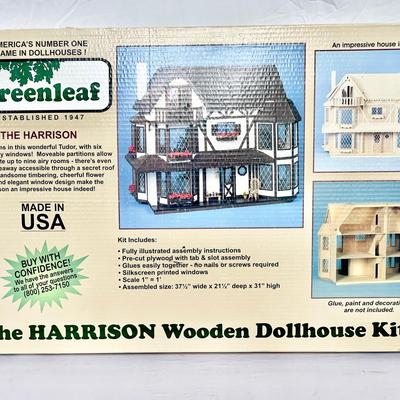 AMERICA'S NUMBER ONE
NAME IN DOLLHOUSES!
Greenleaf
ESTABLISHED 1947
THE HARRISON
ms in this wonderful Tudor, with six
y windows! Moveable partitions allow
te up to nine airy rooms - there's even
eaway accessible through a secret roof
andsome timbering, cheerful flower
and elegant window design make the
on an impressive house indeed!
MADE IN
USA
BUY WITH
CONFIDENCE!
We have the answers
to all of your questions
(800) 253-7150
Kit Includes:
• Fully illustrated assembly instructions
• Pre-cut plywood with tab & slot assembly
• Glues easily together - no nails or screws required
• Silkscreen printed windows
• Scale 1" = 1'
• Assembled size: 37½" wide x 21½" deep x 31" high
An impressive house i
Glue, paint and decoratio
are not included.
The HARRISON Wooden Dollhouse Kit